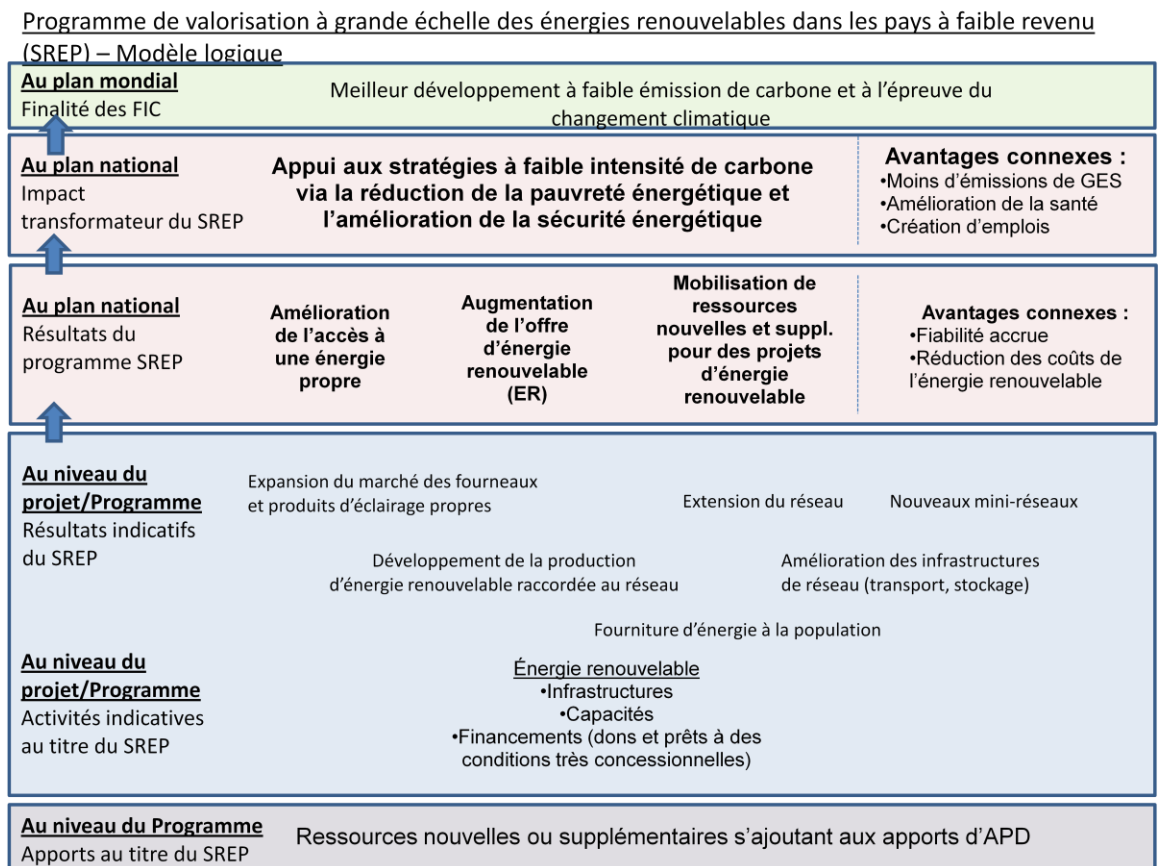 Programme de valorisation à grande échelle des énergies renouvelables dans les pays à faible revenu
(SREP) – Modèle logique
Au plan mondial
Finalité des FIC
Meilleur développement à faible émission de carbone et à l'épreuve du
changement climatique
Au plan national
Impact
transformateur du SREP
Appui aux stratégies à faible intensité de carbone
via la réduction de la pauvreté énergétique et
l'amélioration de la sécurité énergétique
Avantages connexes :
•Moins d'émissions de GES
•Amélioration de la santé
•Création d'emplois
Au plan national
Résultats du
programme SREP
Amélioration
de l'accès à
une énergie
propre
Augmentation
de l'offre
d'énergie
renouvelable
(ER)
Mobilisation de
ressources
nouvelles et suppl.
pour des projets
d'énergie
renouvelable
Avantages connexes :
•Fiabilité accrue
•Réduction des coûts de
l'énergie renouvelable
Au niveau du
projet/Programme
Résultats indicatifs
du SREP
Expansion du marché des fourneaux
et produits d'éclairage propres
Extension du réseau
Nouveaux mini-réseaux
Développement de la production
d'énergie renouvelable raccordée au réseau
Amélioration des infrastructures
de réseau (transport, stockage)
Fourniture d'énergie à la population
Au niveau du
projet/Programme
Activités indicatives
au titre du SREP
Énergie renouvelable
•Infrastructures
•Capacités
•Financements (dons et prêts à des
conditions très concessionnelles)
Au niveau du Programme
Apports au titre du SREP
Ressources nouvelles ou supplémentaires s'ajoutant aux apports d'APD